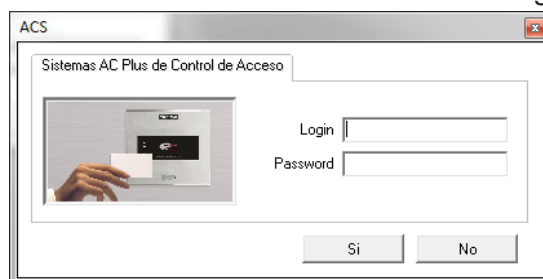 ACS
Sistemas AC Plus de Control de Acceso
Login
Password
Si
No